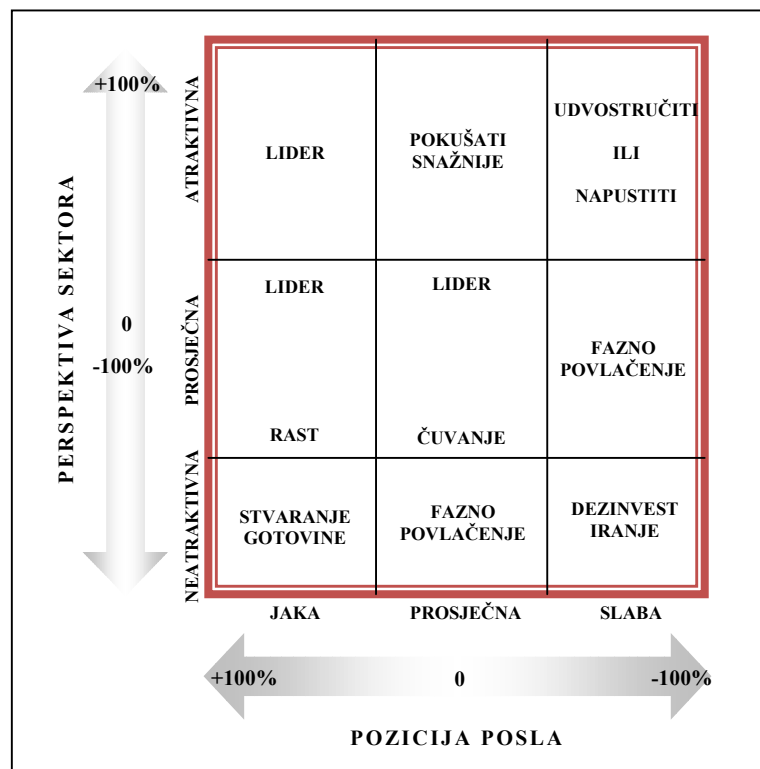 PERSPEKTIVA SEKTORA
+100%
0
-100%
ATRAKTIVNA
PROSJEČNA
NEATRAKTIVNA
LIDER
POKUŠATI
SNAŽNIJE
UDVOSTRUČITI
ILI
NAPUSTITI
LIDER
RAST
LIDER
ČUVANJE
FAZNO
POVLAČENJE
STVARANJE
GOTOVINE
FAZNO
POVLAČENJE
DEZINVEST
IRANJE
JAKA
PROSJEČNA
SLABA
+100%
0
-100%
POZICIJA POSLA